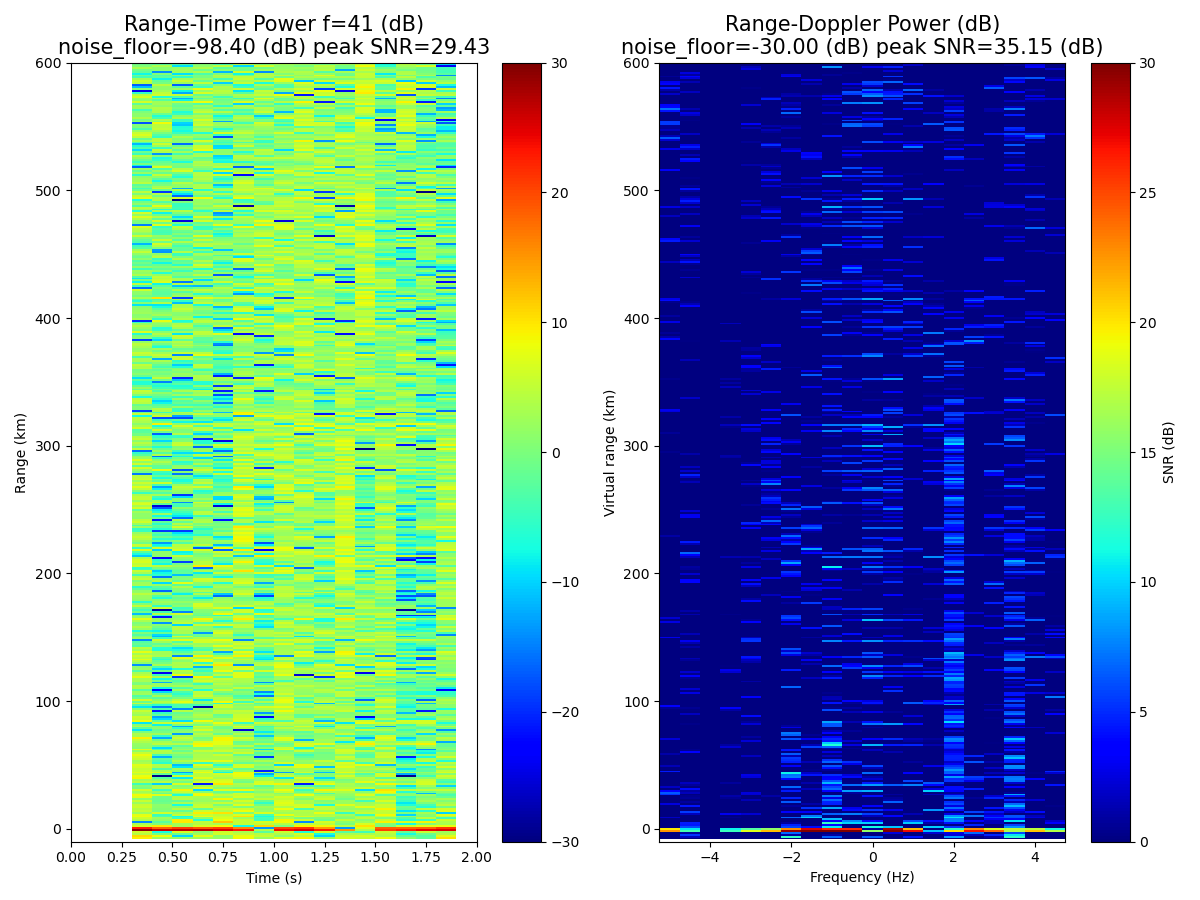 Range-Time Power f=41 (dB)
noise_floor=-98.40 (dB) peak SNR=29.43
Range (km)
600
500
400
300
200
100
0
0.00 0.25 0.50 0.75 1.00 1.25 1.50 1.75 2.00
Time (s)
30
20
10
0
−10
−20
−30
Range-Doppler Power (dB)
noise_floor=-30.00 (dB) peak SNR=35.15 (dB)
Virtual range (km)
600
500
400
300
200
100
0
−4 −2 0 2 4
Frequency (Hz)
30
25
20
15
10
5
0
SNR (dB)